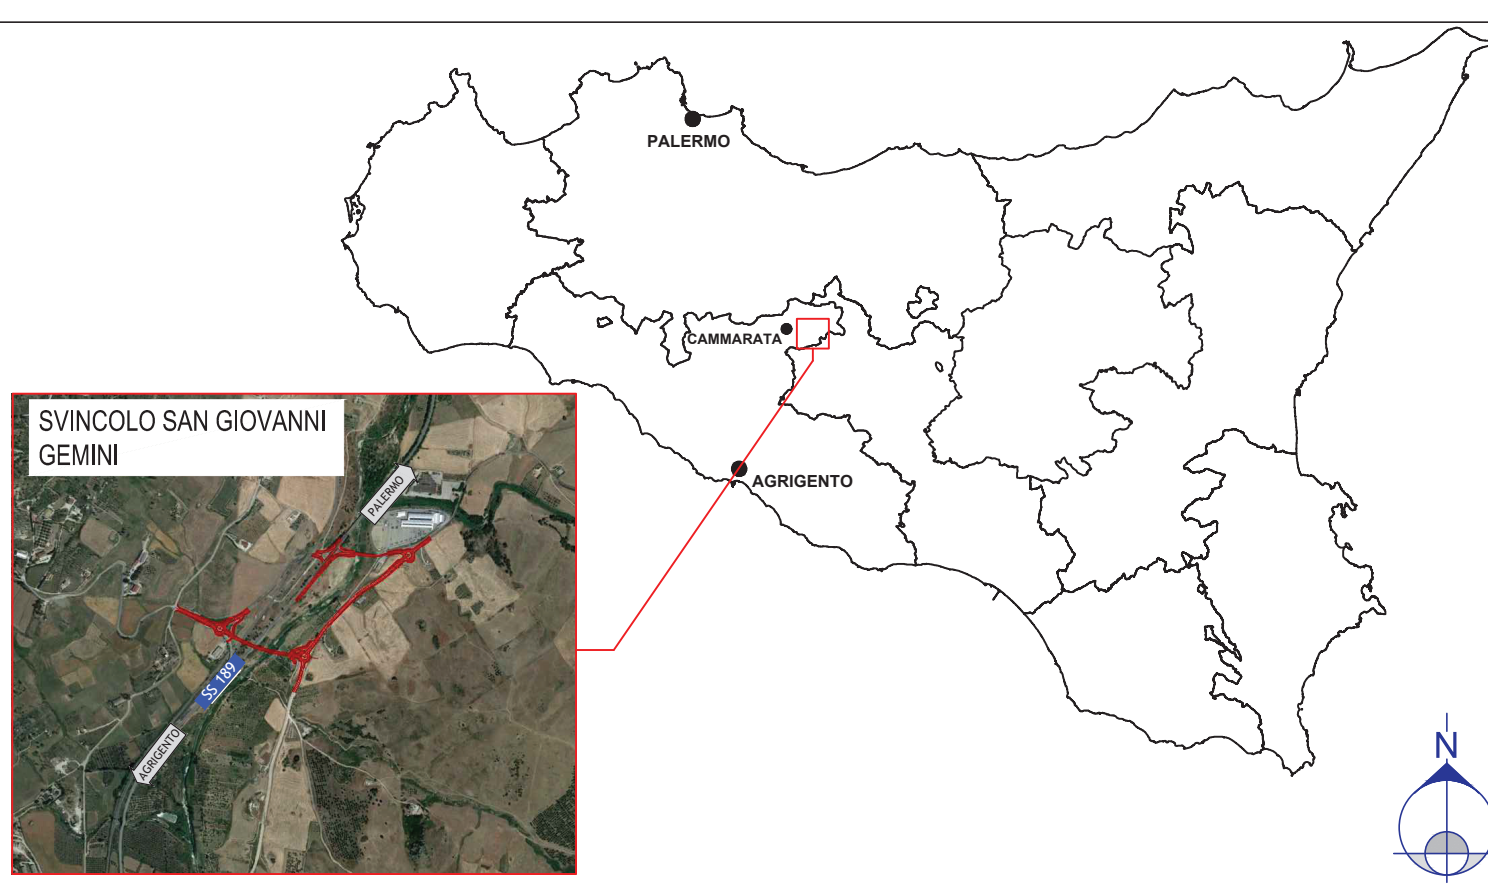 PALERMO
CAMMARATA
AGRIGENTO
SVINCOLO SAN GIOVANNI
GEMINI
PALERMO
SS 189
AGRIGENTO
N